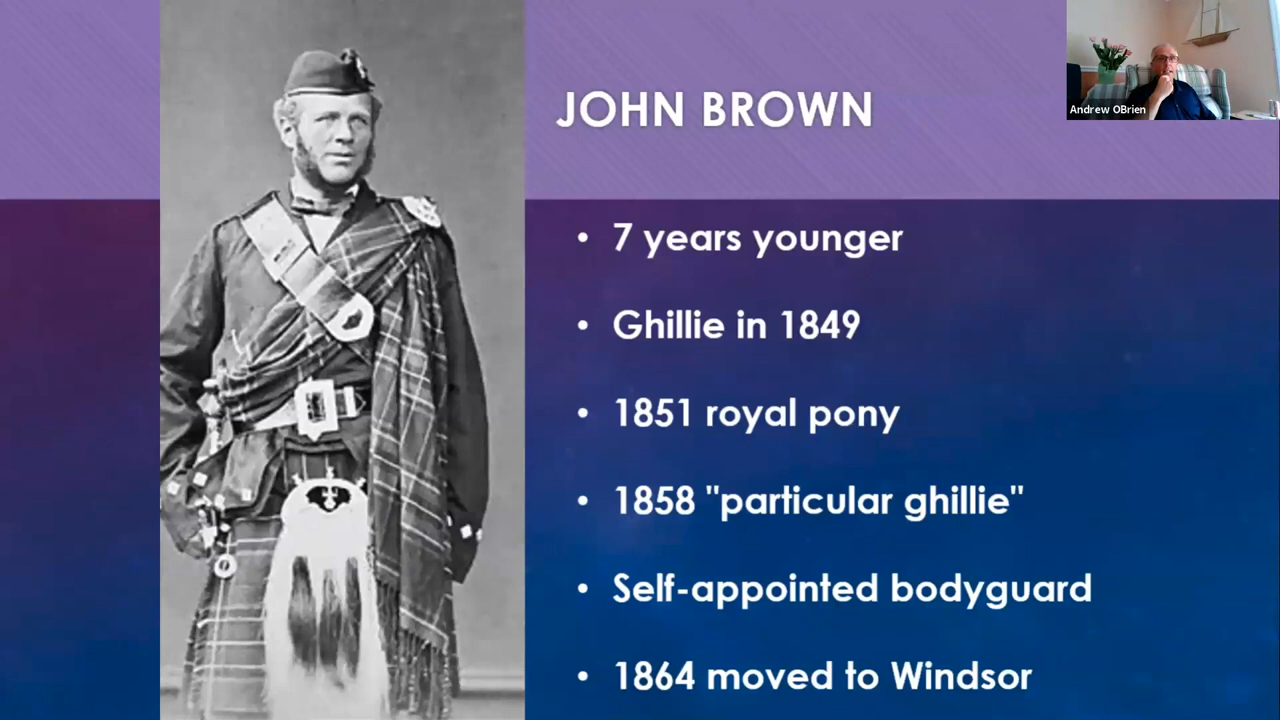 JOHN BROWN
Andrew OBrien
• 7 years younger
• Ghillie in 1849
• 1851 royal pony
• 1858 "particular ghillie"
• Self-appointed bodyguard
• 1864 moved to Windsor